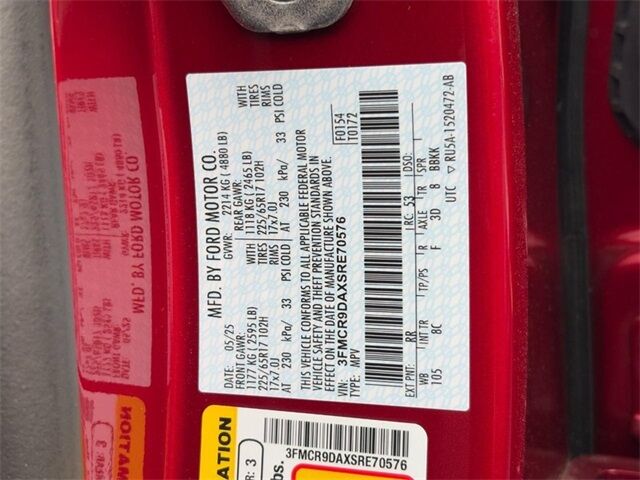 MFD. BY FORD MOTOR CO.
DATE: 05/25 GVWR: 2214 KG ( 4880 LB)
FRONT GAWR: REAR GAWR:
1177 KG ( 2595 LB) 1118 KG ( 2465 LB) WITH
225/65R17 102H 225/65R17 102H TIRES
17x7.0J 17x7.0J RIMS
AT 230 kPa/ 33 PSI COLD AT 230 kPa/ 33 PSI COLD
THIS VEHICLE CONFORMS TO ALL APPLICABLE FEDERAL MOTOR
VEHICLE SAFETY AND THEFT PREVENTION STANDARDS IN
EFFECT ON THE DATE OF MANUFACTURE SHOWN ABOVE.
VIN: 3FMCR9DAXSRE70576
TYPE: MPV
T0154
T0172
EXT PNT: RR RC: 53 DSO:
WB INT TR TP/PS R AXLE TR SPR
105 8C F 3D 8 BBKK
UTC ▽ RU5A-1520472-AB
WITH
TIRES
RIMS
PSI COLD
3FMCR9DAXSRE70576